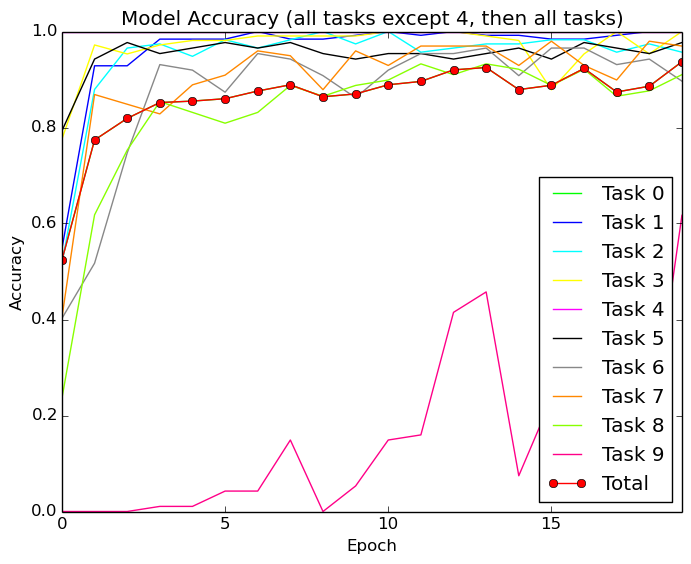 Model Accuracy (all tasks except 4, then all tasks)
1.0
0.8
0.6
0.4
0.2
0.0
Accuracy
0
5
10
15
Epoch
Task 0
Task 1
Task 2
Task 3
Task 4
Task 5
Task 6
Task 7
Task 8
Task 9
Total